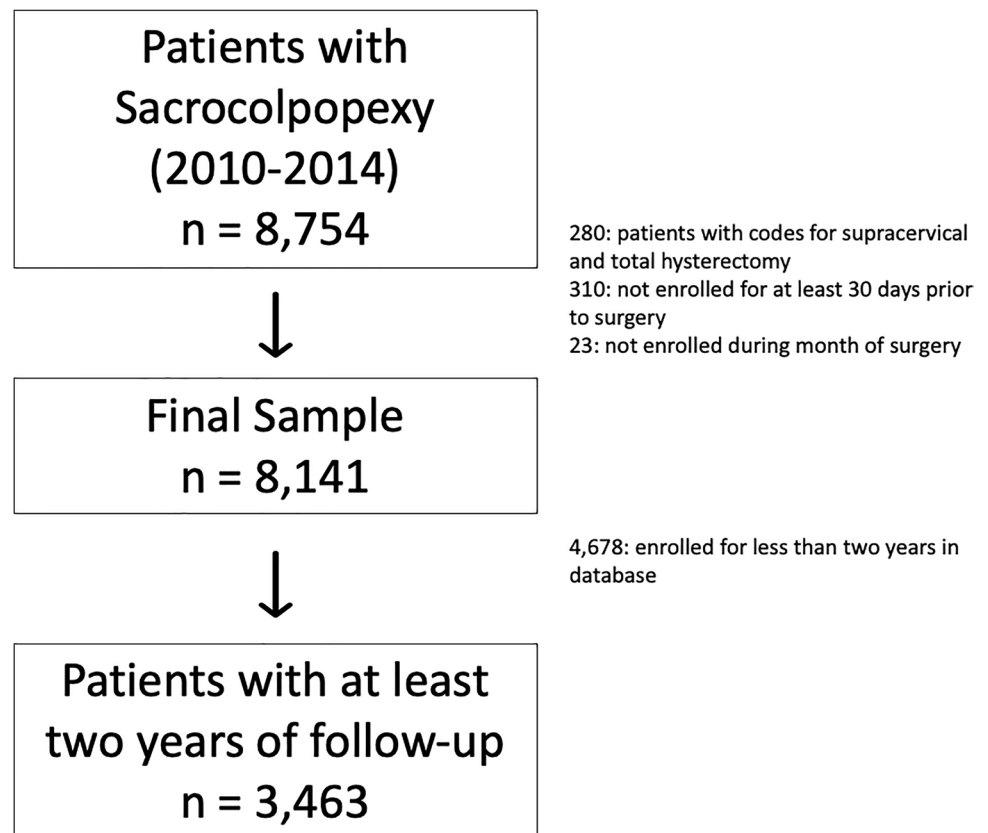 Patients with
Sacrocolpopexy
(2010-2014)
n = 8,754
280: patients with codes for supracervical
and total hysterectomy
310: not enrolled for at least 30 days prior
to surgery
23: not enrolled during month of surgery
Final Sample
n = 8,141
4,678: enrolled for less than two years in
database
Patients with at least
two years of follow-up
n = 3,463